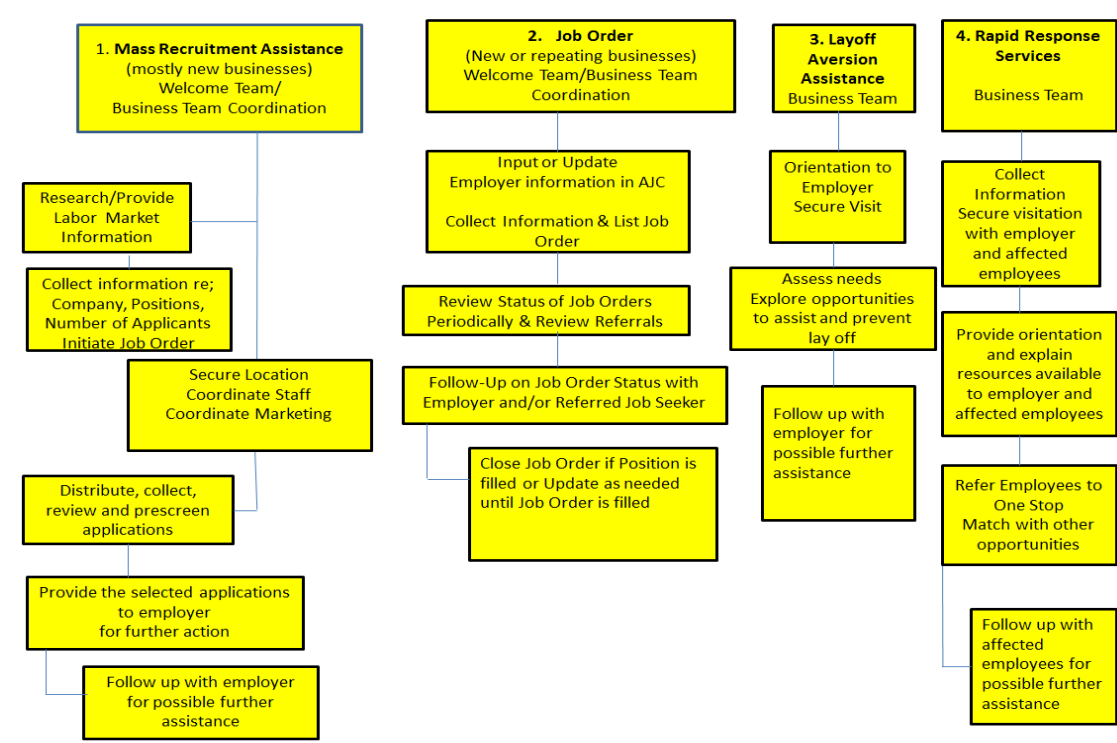 1. Mass Recruitment Assistance
(mostly new businesses)
Welcome Team/
Business Team Coordination
Research/Provide
Labor Market
Information
Collect information re;
Company, Positions,
Number of Applicants
Initiate Job Order
Secure Location
Coordinate Staff
Coordinate Marketing
Distribute, collect,
review and prescreen
applications
Provide the selected applications
to employer
for further action
Follow up with employer
for possible further
assistance
2. Job Order
(New or repeating businesses)
Welcome Team/Business Team
Coordination
Input or Update
Employer information in AJC
Collect Information & List Job
Order
Review Status of Job Orders
Periodically & Review Referrals
Follow-Up on Job Order Status with
Employer and/or Referred Job Seeker
Close Job Order if Position is
filled or Update as needed
until Job Order is filled
3. Layoff
Aversion
Assistance
Business Team
Orientation to
Employer
Secure Visit
Assess needs
Explore opportunities
to assist and prevent
lay off
Follow up with
employer for
possible further
assistance
4. Rapid Response
Services
Business Team
Collect
Information
Secure visitation
with employer
and affected
employees
Provide orientation
and explain
resources available
to employer and
affected employees
Refer Employees to
One Stop
Match with other
opportunities
Follow up with
affected
employees for
possible further
assistance